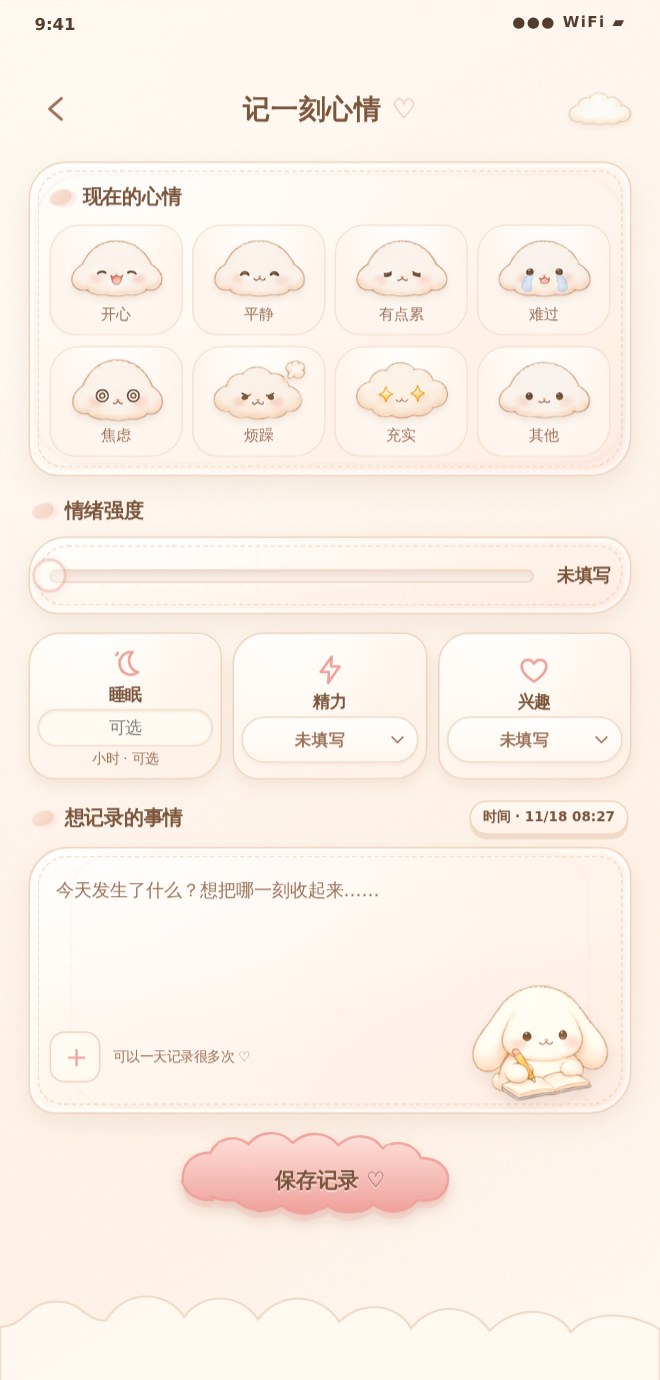 9:41 ●●● WiFi ▰
记一刻心情 ♡
现在的心情
开心 平静 有点累 难过
焦虑 烦躁 充实 其他
情绪强度
未填写
睡眠 精力 兴趣
可选 未填写 未填写
小时 · 可选
想记录的事情 时间 · 11/18 08:27
今天发生了什么？想把哪一刻收起来……
可以一天记录很多次 ♡
保存记录 ♡